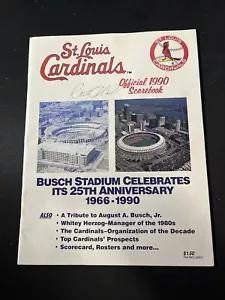 St. Louis
Cardinals™
Official 1990
Scorebook
BUSCH STADIUM CELEBRATES
ITS 25TH ANNIVERSARY
1966-1990
ALSO
• A Tribute to August A. Busch, Jr.
• Whitey Herzog-Manager of the 1980s
• The Cardinals-Organization of the Decade
• Top Cardinals' Prospects
• Scorecard, Rosters and more...
$1.50